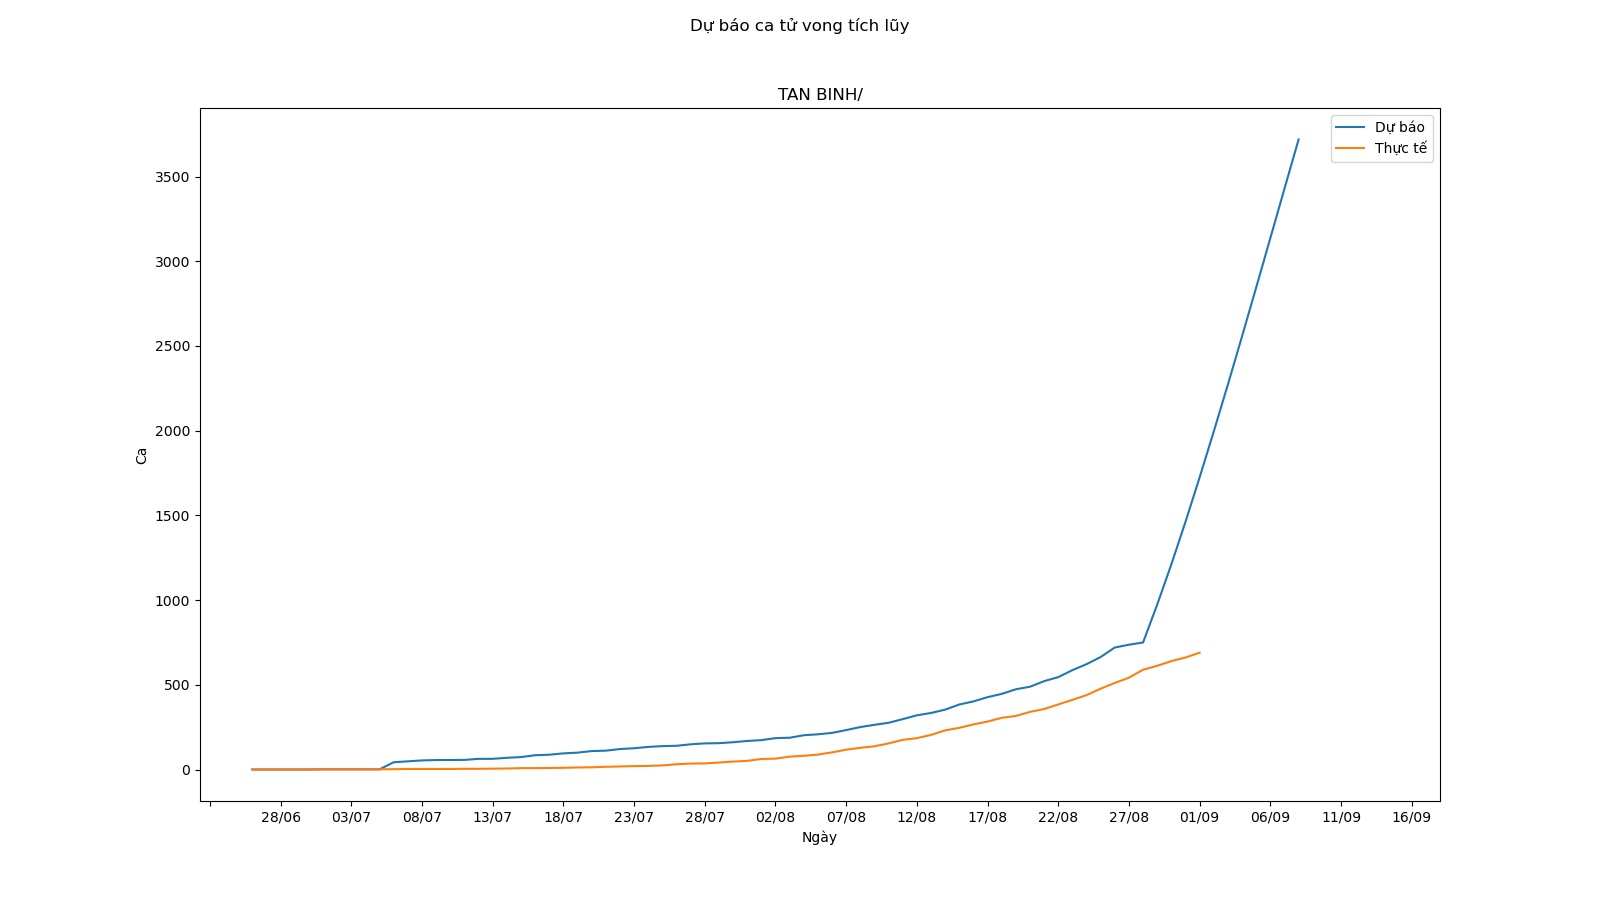 Dự báo ca tử vong tích lũy
TAN BINH/
Dự báo
Thực tế
3500
3000
2500
2000
1500
1000
500
0
Ca
28/06 03/07 08/07 13/07 18/07 23/07 28/07 02/08 07/08 12/08 17/08 22/08 27/08 01/09 06/09 11/09 16/09
Ngày